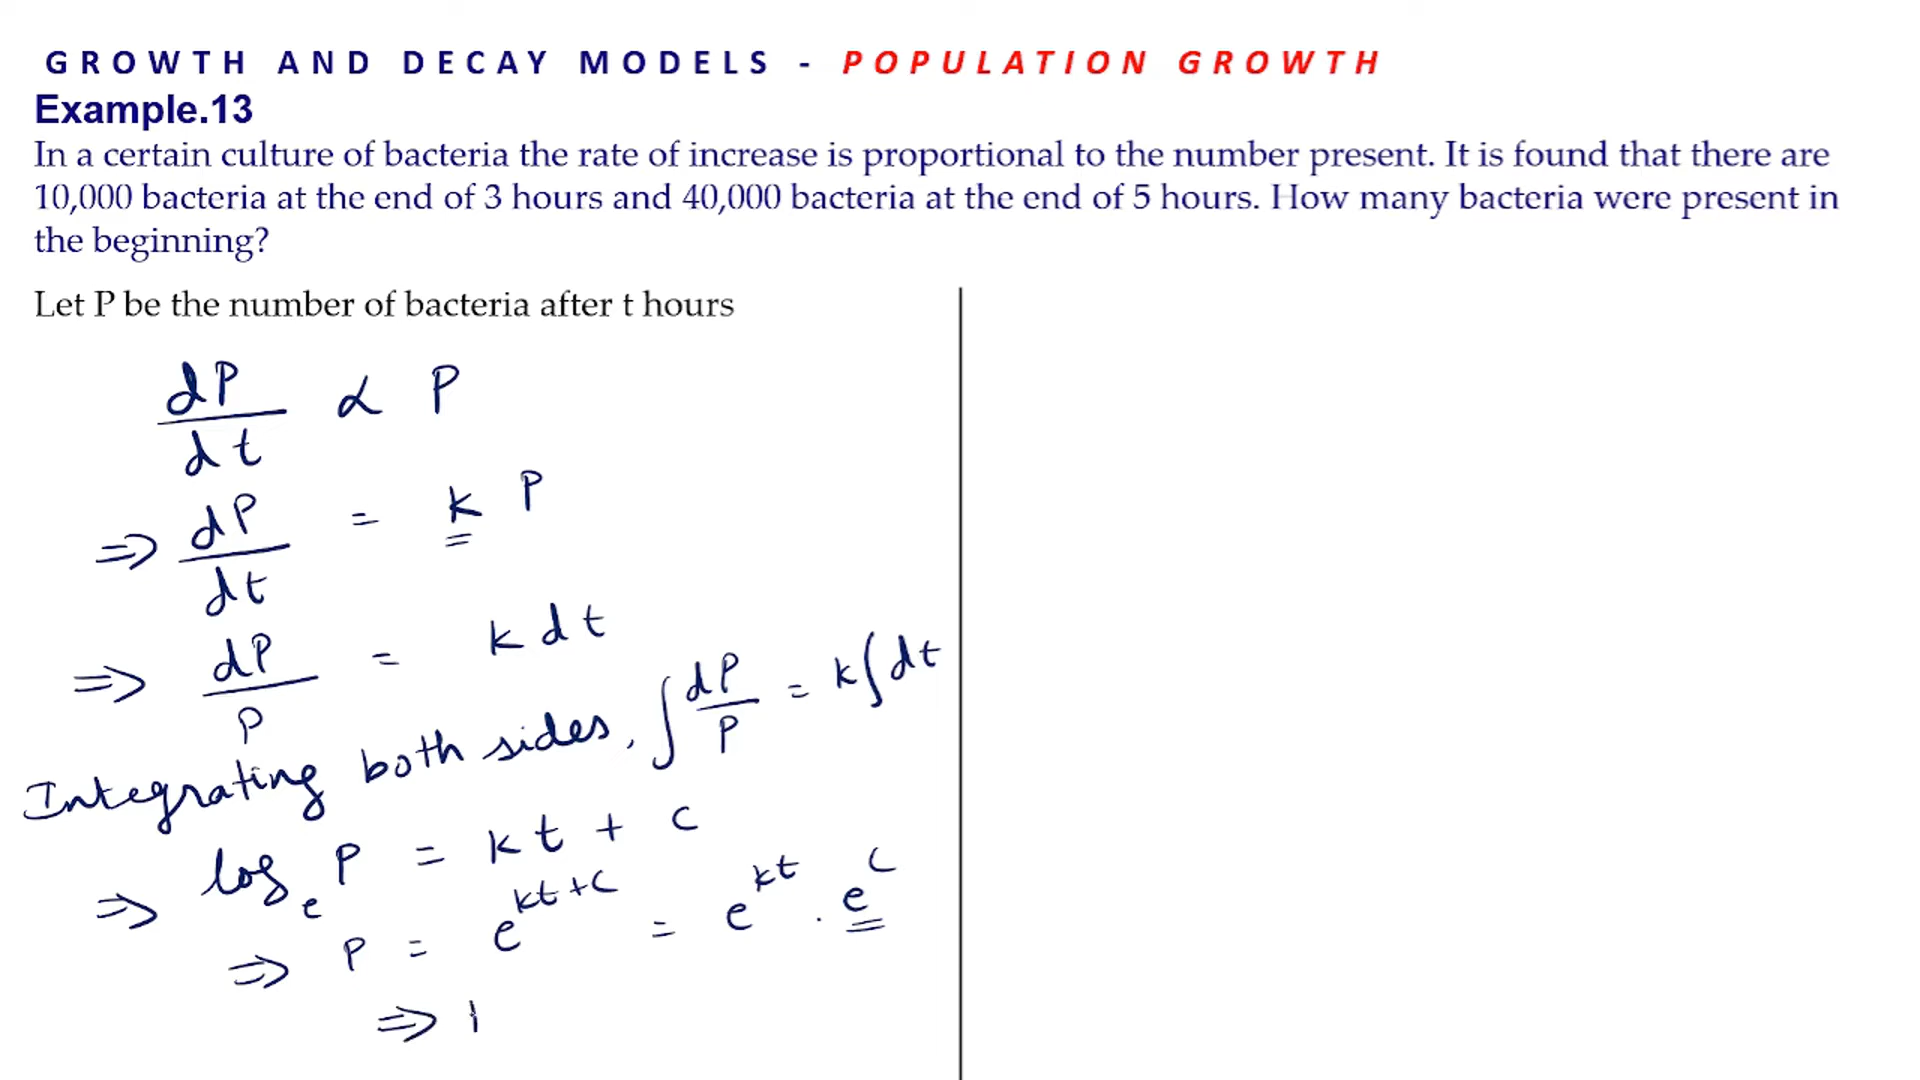 GROWTH AND DECAY MODELS - POPULATION GROWTH
Example.13
In a certain culture of bacteria the rate of increase is proportional to the number present. It is found that there are
10,000 bacteria at the end of 3 hours and 40,000 bacteria at the end of 5 hours. How many bacteria were present in
the beginning?
Let P be the number of bacteria after t hours
dP/dt ∝ P
⇒ dP/dt = k P
⇒ dP/P = k dt
Integrating both sides, ∫ dP/P = k ∫ dt
⇒ log_e P = kt + c
⇒ P = e^{kt+c} = e^{kt} . e^c
⇒